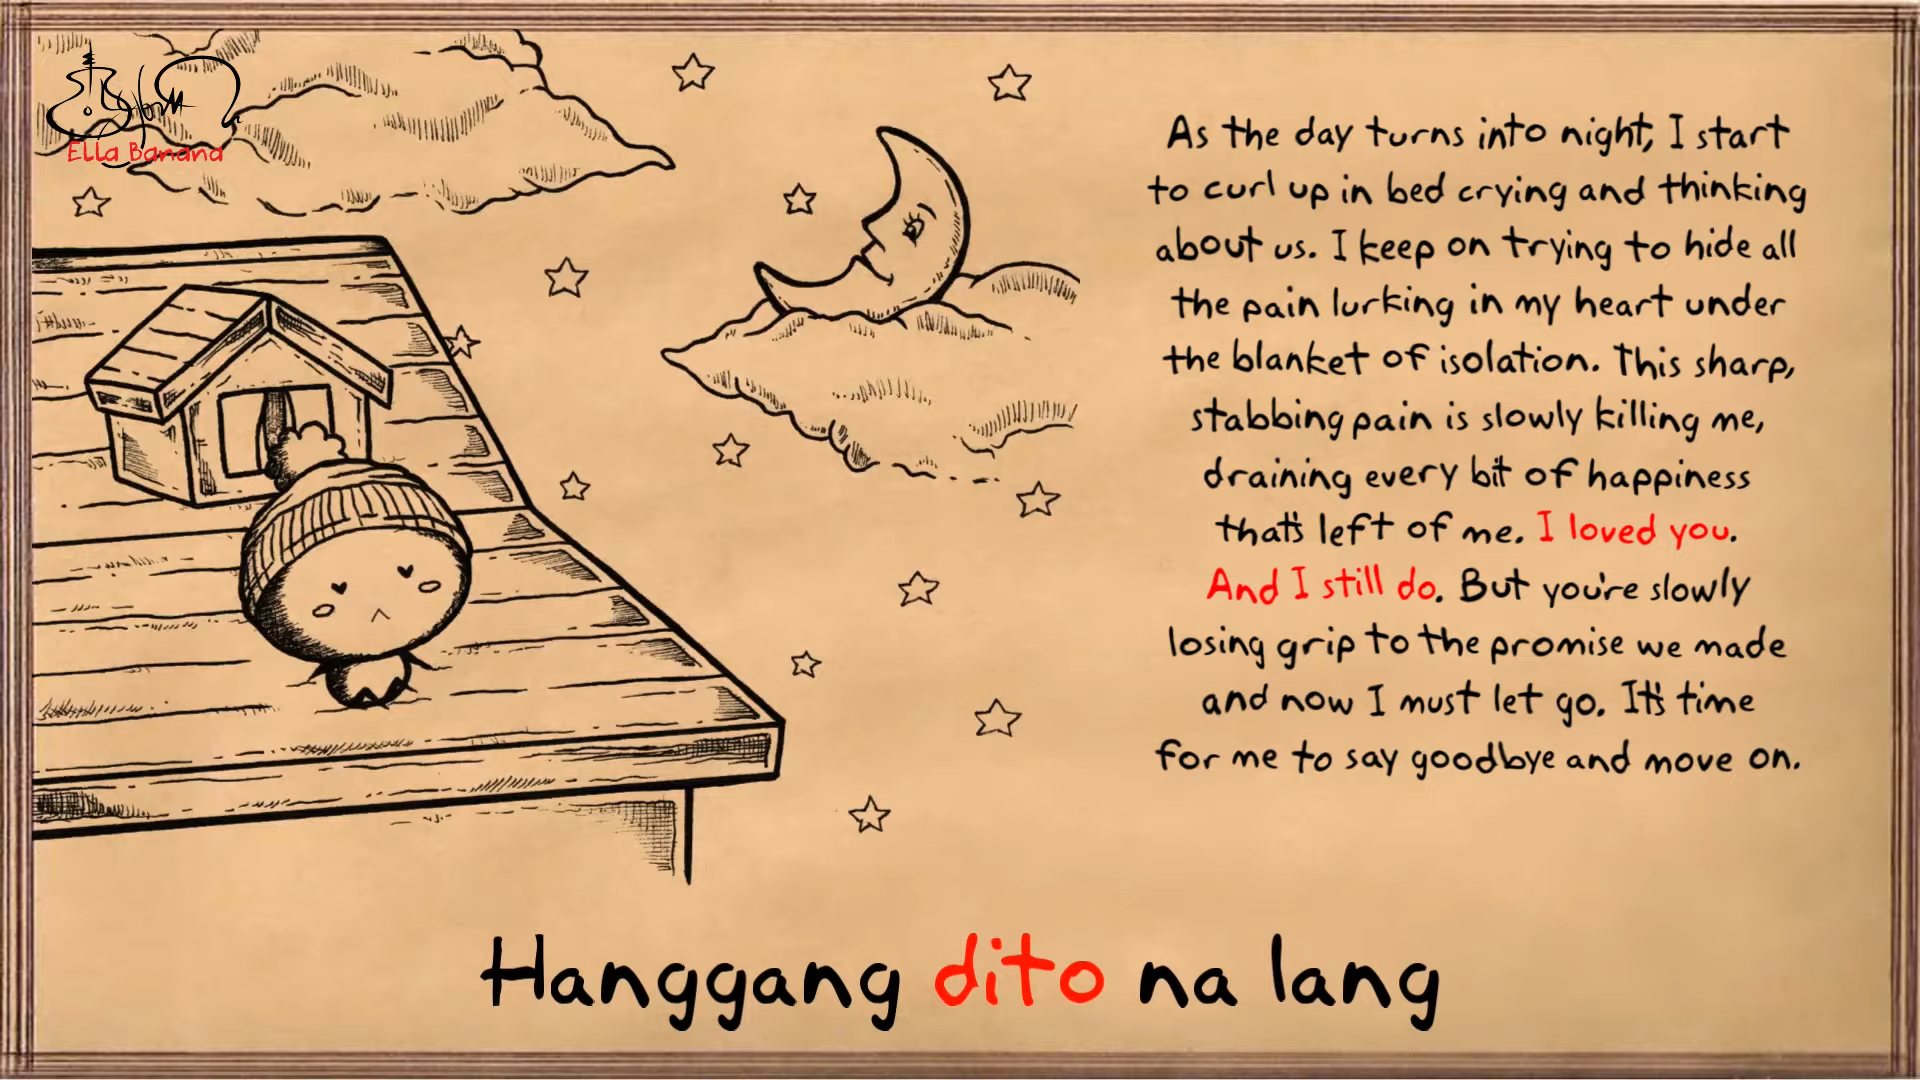 Ella Banana
As the day turns into night, I start
to curl up in bed crying and thinking
about us. I keep on trying to hide all
the pain lurking in my heart under
the blanket of isolation. This sharp,
stabbing pain is slowly killing me,
draining every bit of happiness
that's left of me. I loved you.
And I still do. But you're slowly
losing grip to the promise we made
and now I must let go. It's time
for me to say goodbye and move on.
Hanggang dito na lang